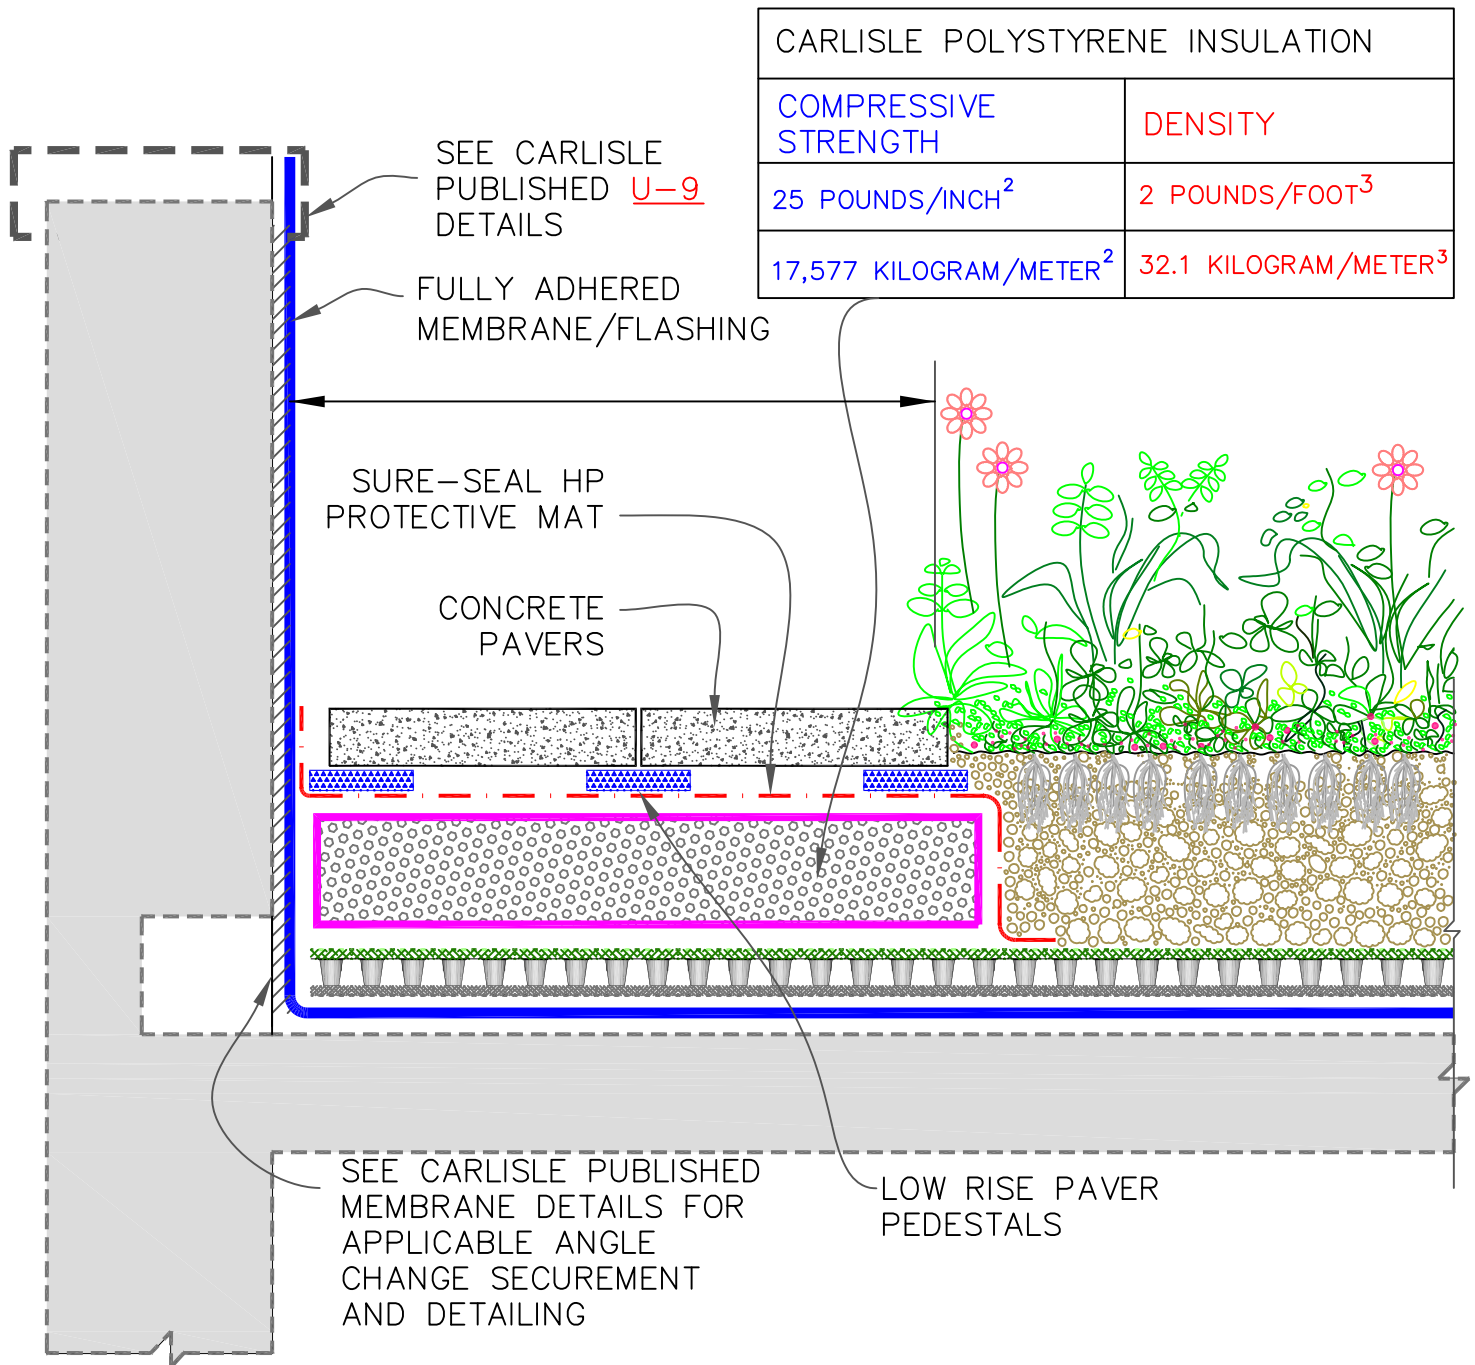 CARLISLE POLYSTYRENE INSULATION
COMPRESSIVE
STRENGTH
DENSITY
25 POUNDS/INCH²
2 POUNDS/FOOT³
17,577 KILOGRAM/METER²
32.1 KILOGRAM/METER³
SEE CARLISLE
PUBLISHED U-9
DETAILS
FULLY ADHERED
MEMBRANE/FLASHING
SURE-SEAL HP
PROTECTIVE MAT
CONCRETE
PAVERS
SEE CARLISLE PUBLISHED
MEMBRANE DETAILS FOR
APPLICABLE ANGLE
CHANGE SECUREMENT
AND DETAILING
LOW RISE PAVER
PEDESTALS